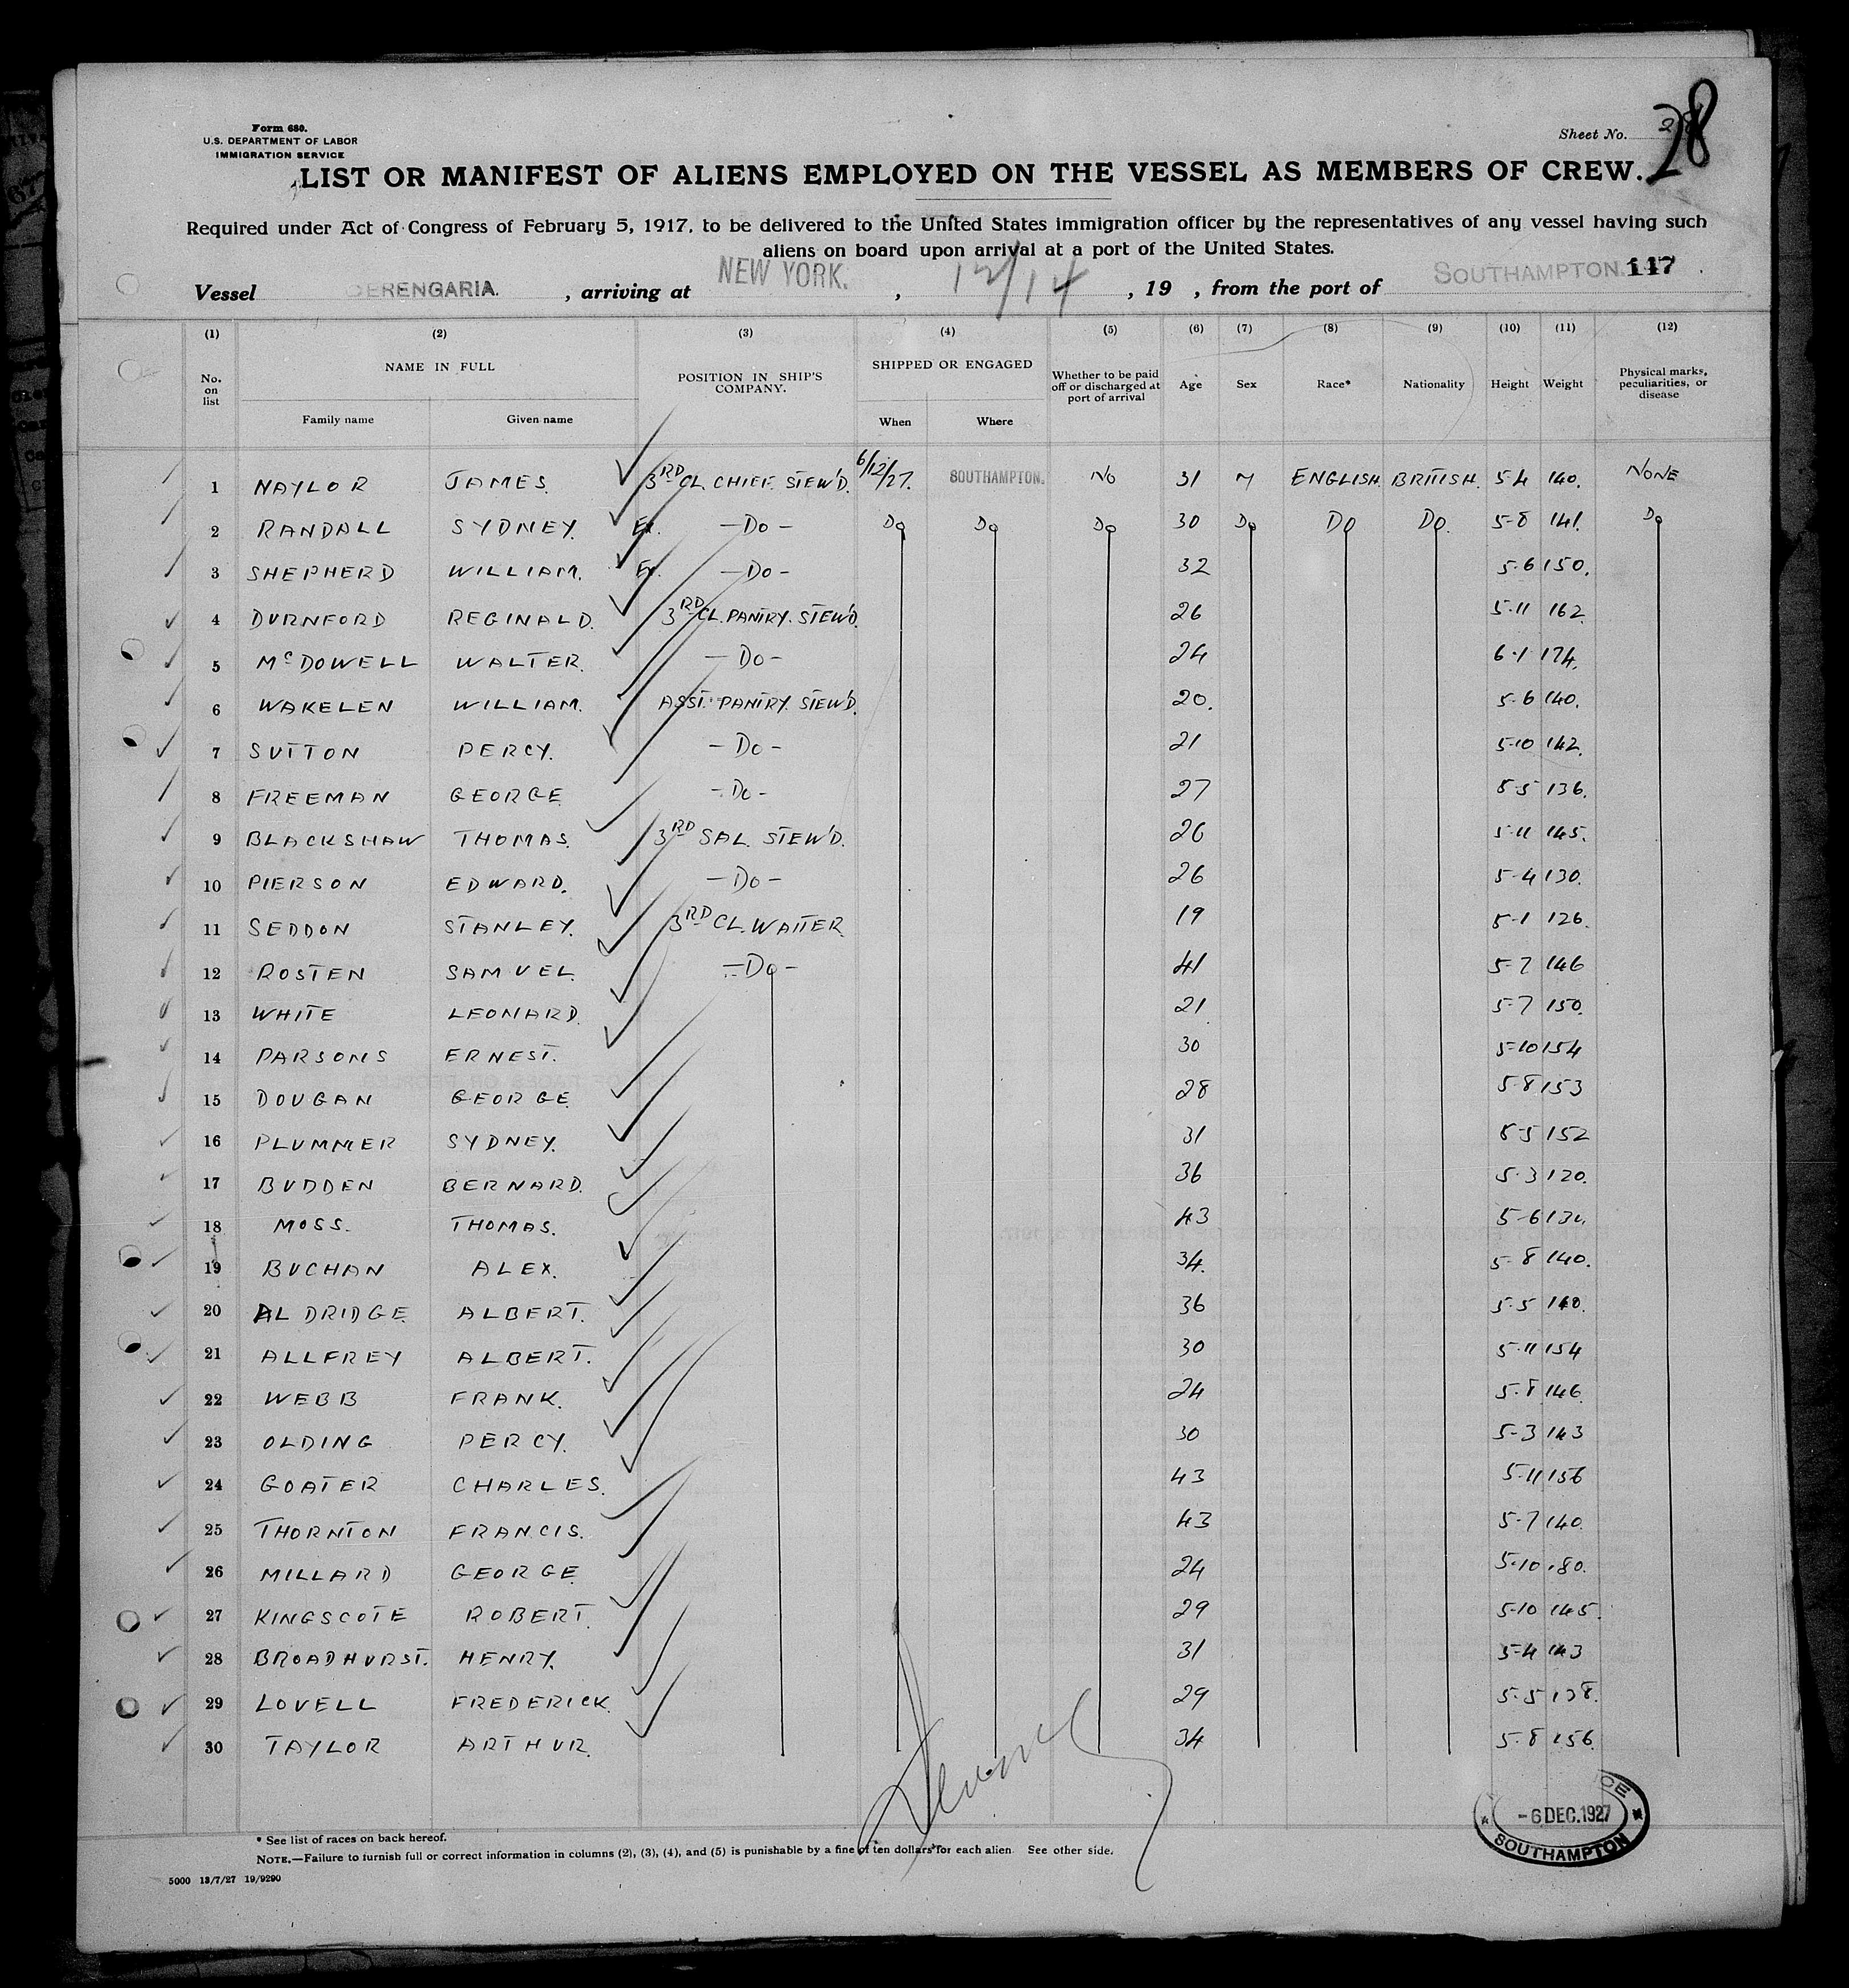 Form 680.
U.S. DEPARTMENT OF LABOR
IMMIGRATION SERVICE
Sheet No. 28
LIST OR MANIFEST OF ALIENS EMPLOYED ON THE VESSEL AS MEMBERS OF CREW.
Required under Act of Congress of February 5, 1917, to be delivered to the United States immigration officer by the representatives of any vessel having such
aliens on board upon arrival at a port of the United States.
Vessel BERENGARIA. , arriving at NEW YORK. , 12/14 , 19 , from the port of SOUTHAMPTON. 117
(1) (2) (3) (4) (5) (6) (7) (8) (9) (10) (11) (12)
No. on list NAME IN FULL POSITION IN SHIP'S COMPANY. SHIPPED OR ENGAGED Whether to be paid off or discharged at port of arrival Age Sex Race* Nationality Height Weight Physical marks, peculiarities, or disease
Family name Given name When Where
1 NAYLOR JAMES. 3RD CL. CHIEF. STEW'D. 6/12/27. SOUTHAMPTON. NO 31 M ENGLISH. BRITISH. 5-4 140. NONE
2 RANDALL SYDNEY. Ex. -DO- DO DO DO 30 DO DO DO. 5-8 141. DO
3 SHEPHERD WILLIAM. Ex. -DO- 32 5-6 150.
4 DURNFORD REGINALD. 3RD CL. PANTRY. STEW'D. 26 5-11 162.
5 McDOWELL WALTER. -DO- 24 6-1 174.
6 WAKELEN WILLIAM. ASST. PANTRY. STEW'D. 20. 5-6 140.
7 SUTTON PERCY. -DO- 21 5-10 142.
8 FREEMAN GEORGE -DO- 27 5-5 136.
9 BLACKSHAW THOMAS. 3RD SAL. STEW'D. 26 5-11 145.
10 PIERSON EDWARD. -DO- 26 5-4 130.
11 SEDDON STANLEY. 3RD CL. WAITER. 19 5-1 126.
12 ROSTEN SAMUEL. -DO- 41 5-7 146
13 WHITE LEONARD. 21 5-7 150.
14 PARSONS ERNEST. 30 5-10 154
15 DOUGAN GEORGE. 28 5-8 153
16 PLUMMER SYDNEY. 31 5-5 152
17 BUDDEN BERNARD. 36 5-3 120.
18 MOSS. THOMAS. 43 5-6
19 BUCHAN ALEX. 34. 5-8 140.
20 ALDRIDGE ALBERT. 36 5-5 140.
21 ALLFREY ALBERT. 30 5-11 154
22 WEBB FRANK. 24 5-8 146
23 OLDING PERCY. 30 5-3 143
24 GOATER CHARLES. 43 5-11 156
25 THORNTON FRANCIS. 43 5-7 140.
26 MILLARD GEORGE 24 5-10 180.
27 KINGSCOTE ROBERT. 29 5-10 145.
28 BROADHURST. HENRY. 31 5-4 143
29 LOVELL FREDERICK. 29 5-5 138.
30 TAYLOR ARTHUR. 34 5-8 156.
* See list of races on back hereof.
NOTE.—Failure to furnish full or correct information in columns (2), (3), (4), and (5) is punishable by a fine of ten dollars for each alien. See other side.
5000 13/7/27 19/9290
-6 DEC. 1927
SOUTHAMPTON